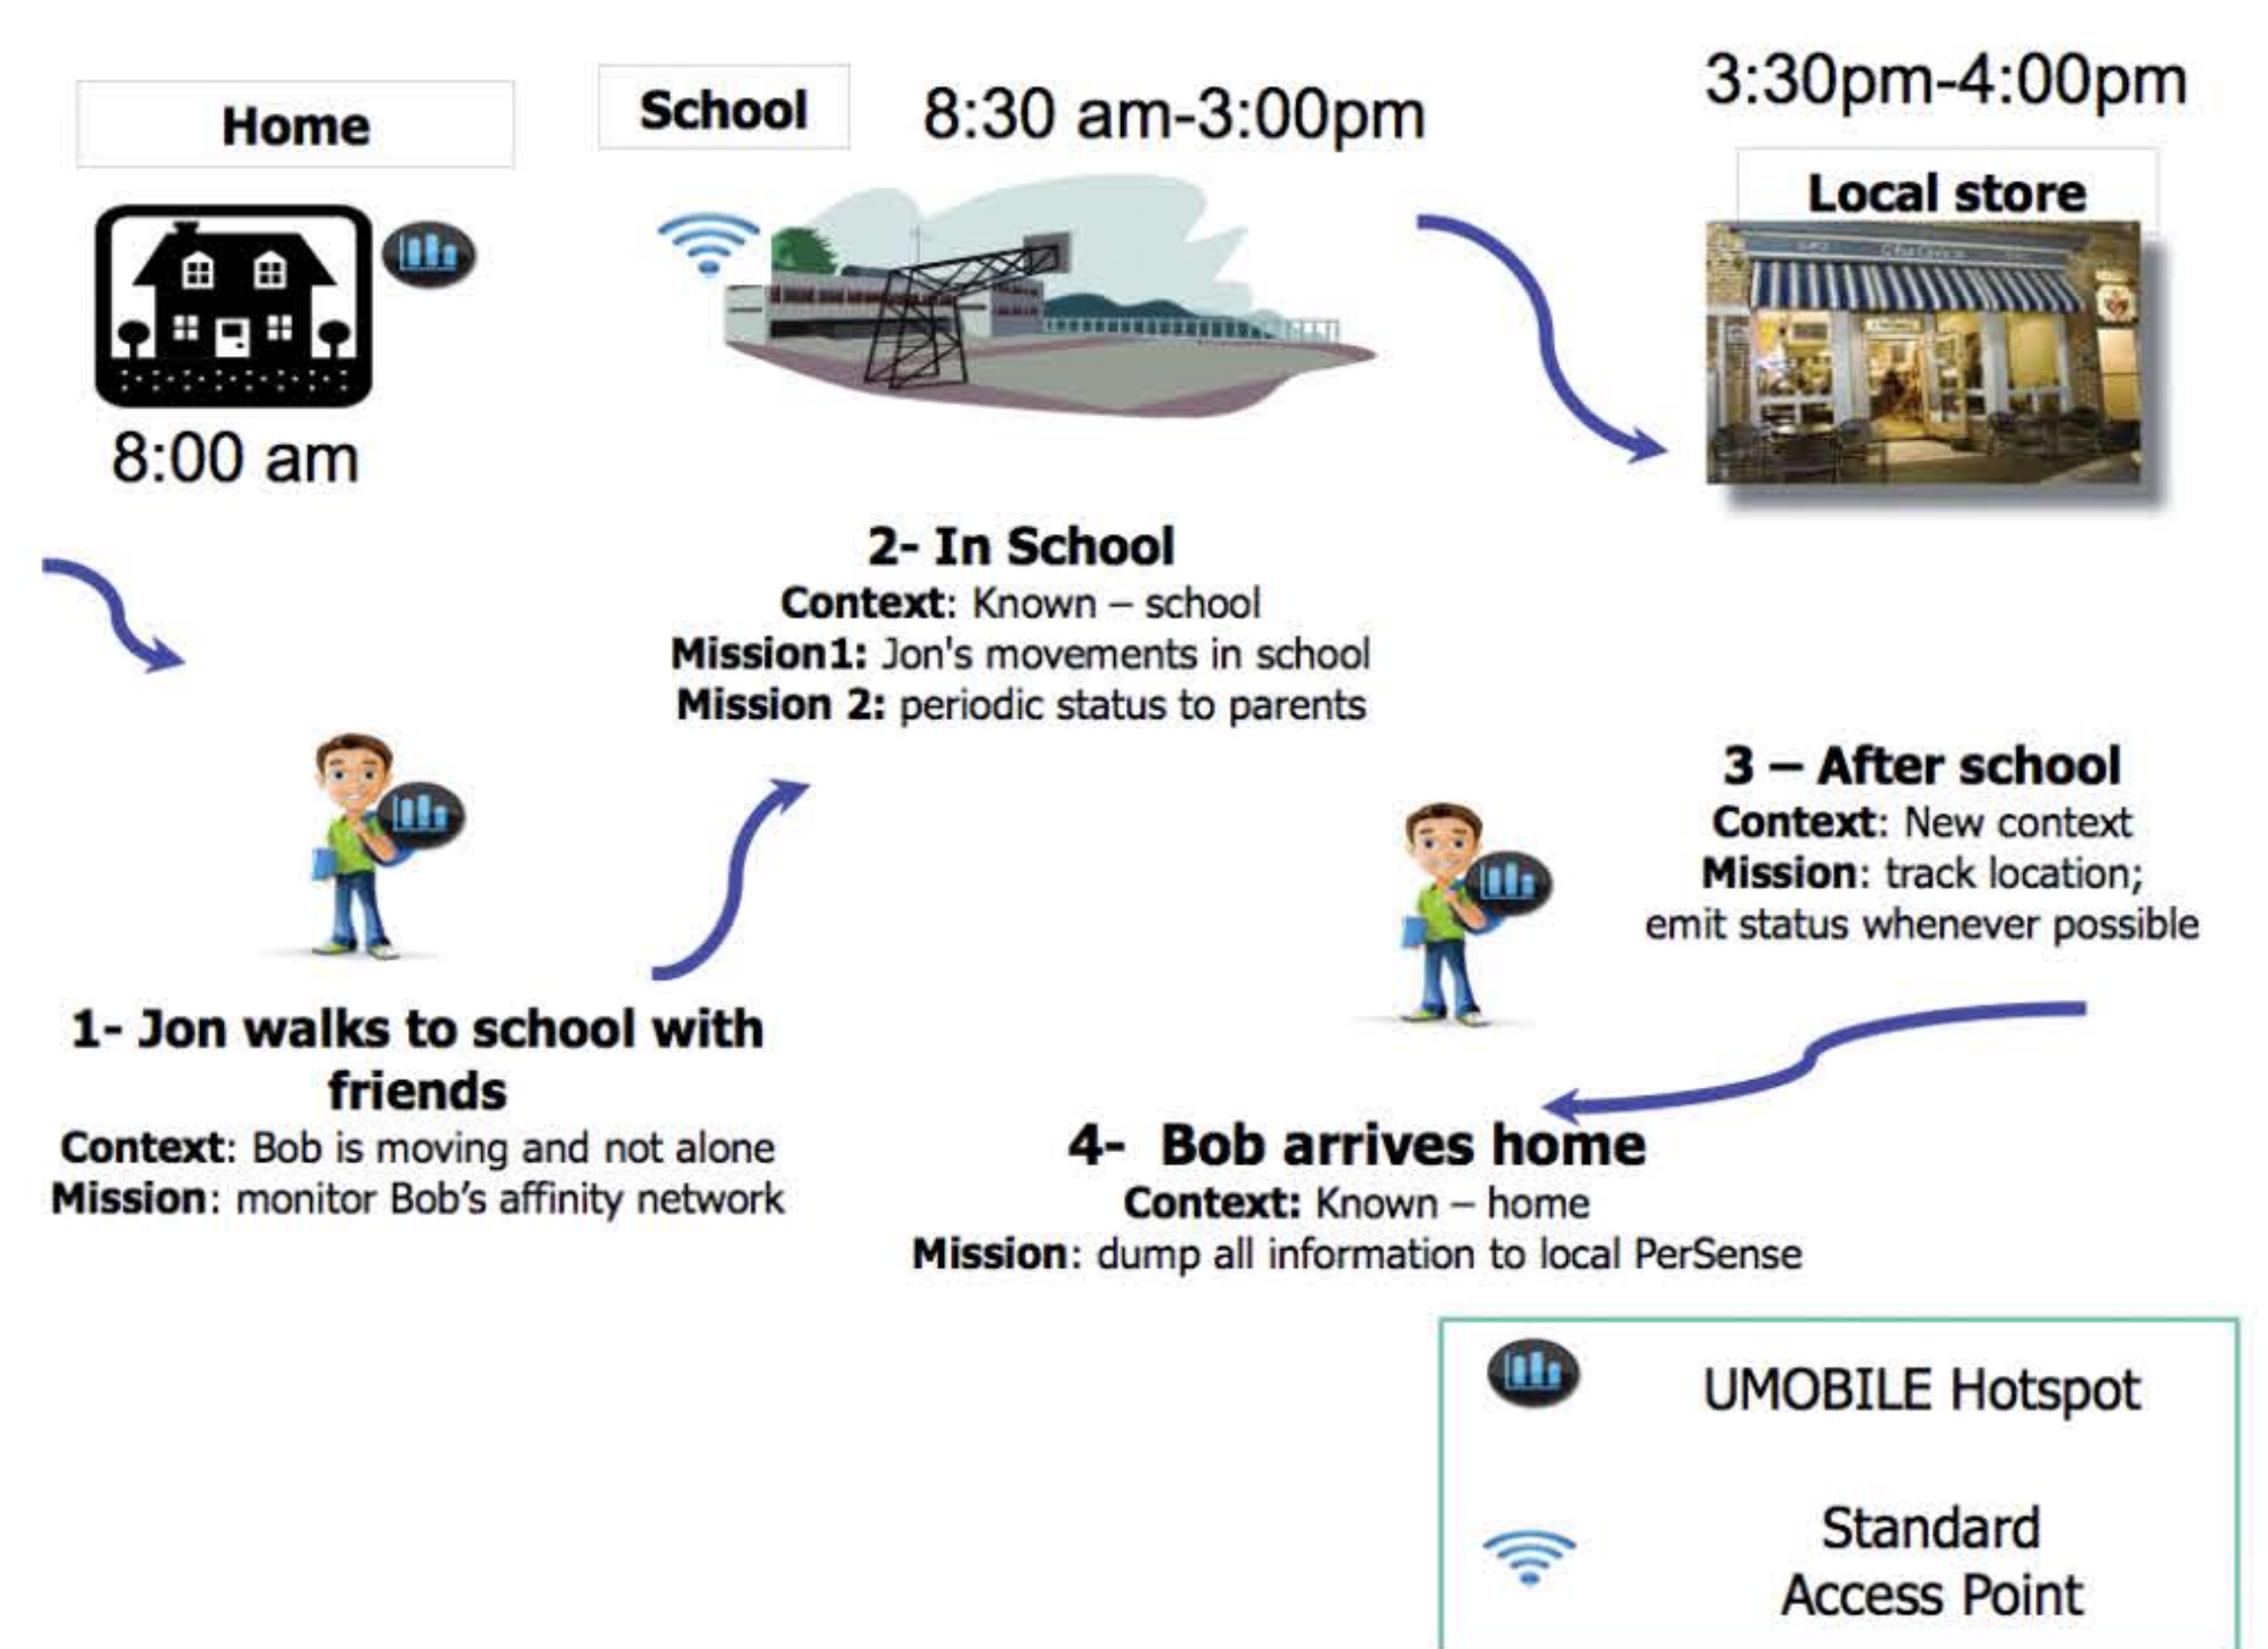 Home
8:00 am
School
8:30 am-3:00pm
3:30pm-4:00pm
Local store
1- Jon walks to school with
friends
Context: Bob is moving and not alone
Mission: monitor Bob's affinity network
2- In School
Context: Known – school
Mission1: Jon's movements in school
Mission 2: periodic status to parents
3 – After school
Context: New context
Mission: track location;
emit status whenever possible
4- Bob arrives home
Context: Known – home
Mission: dump all information to local PerSense
UMOBILE Hotspot
Standard
Access Point